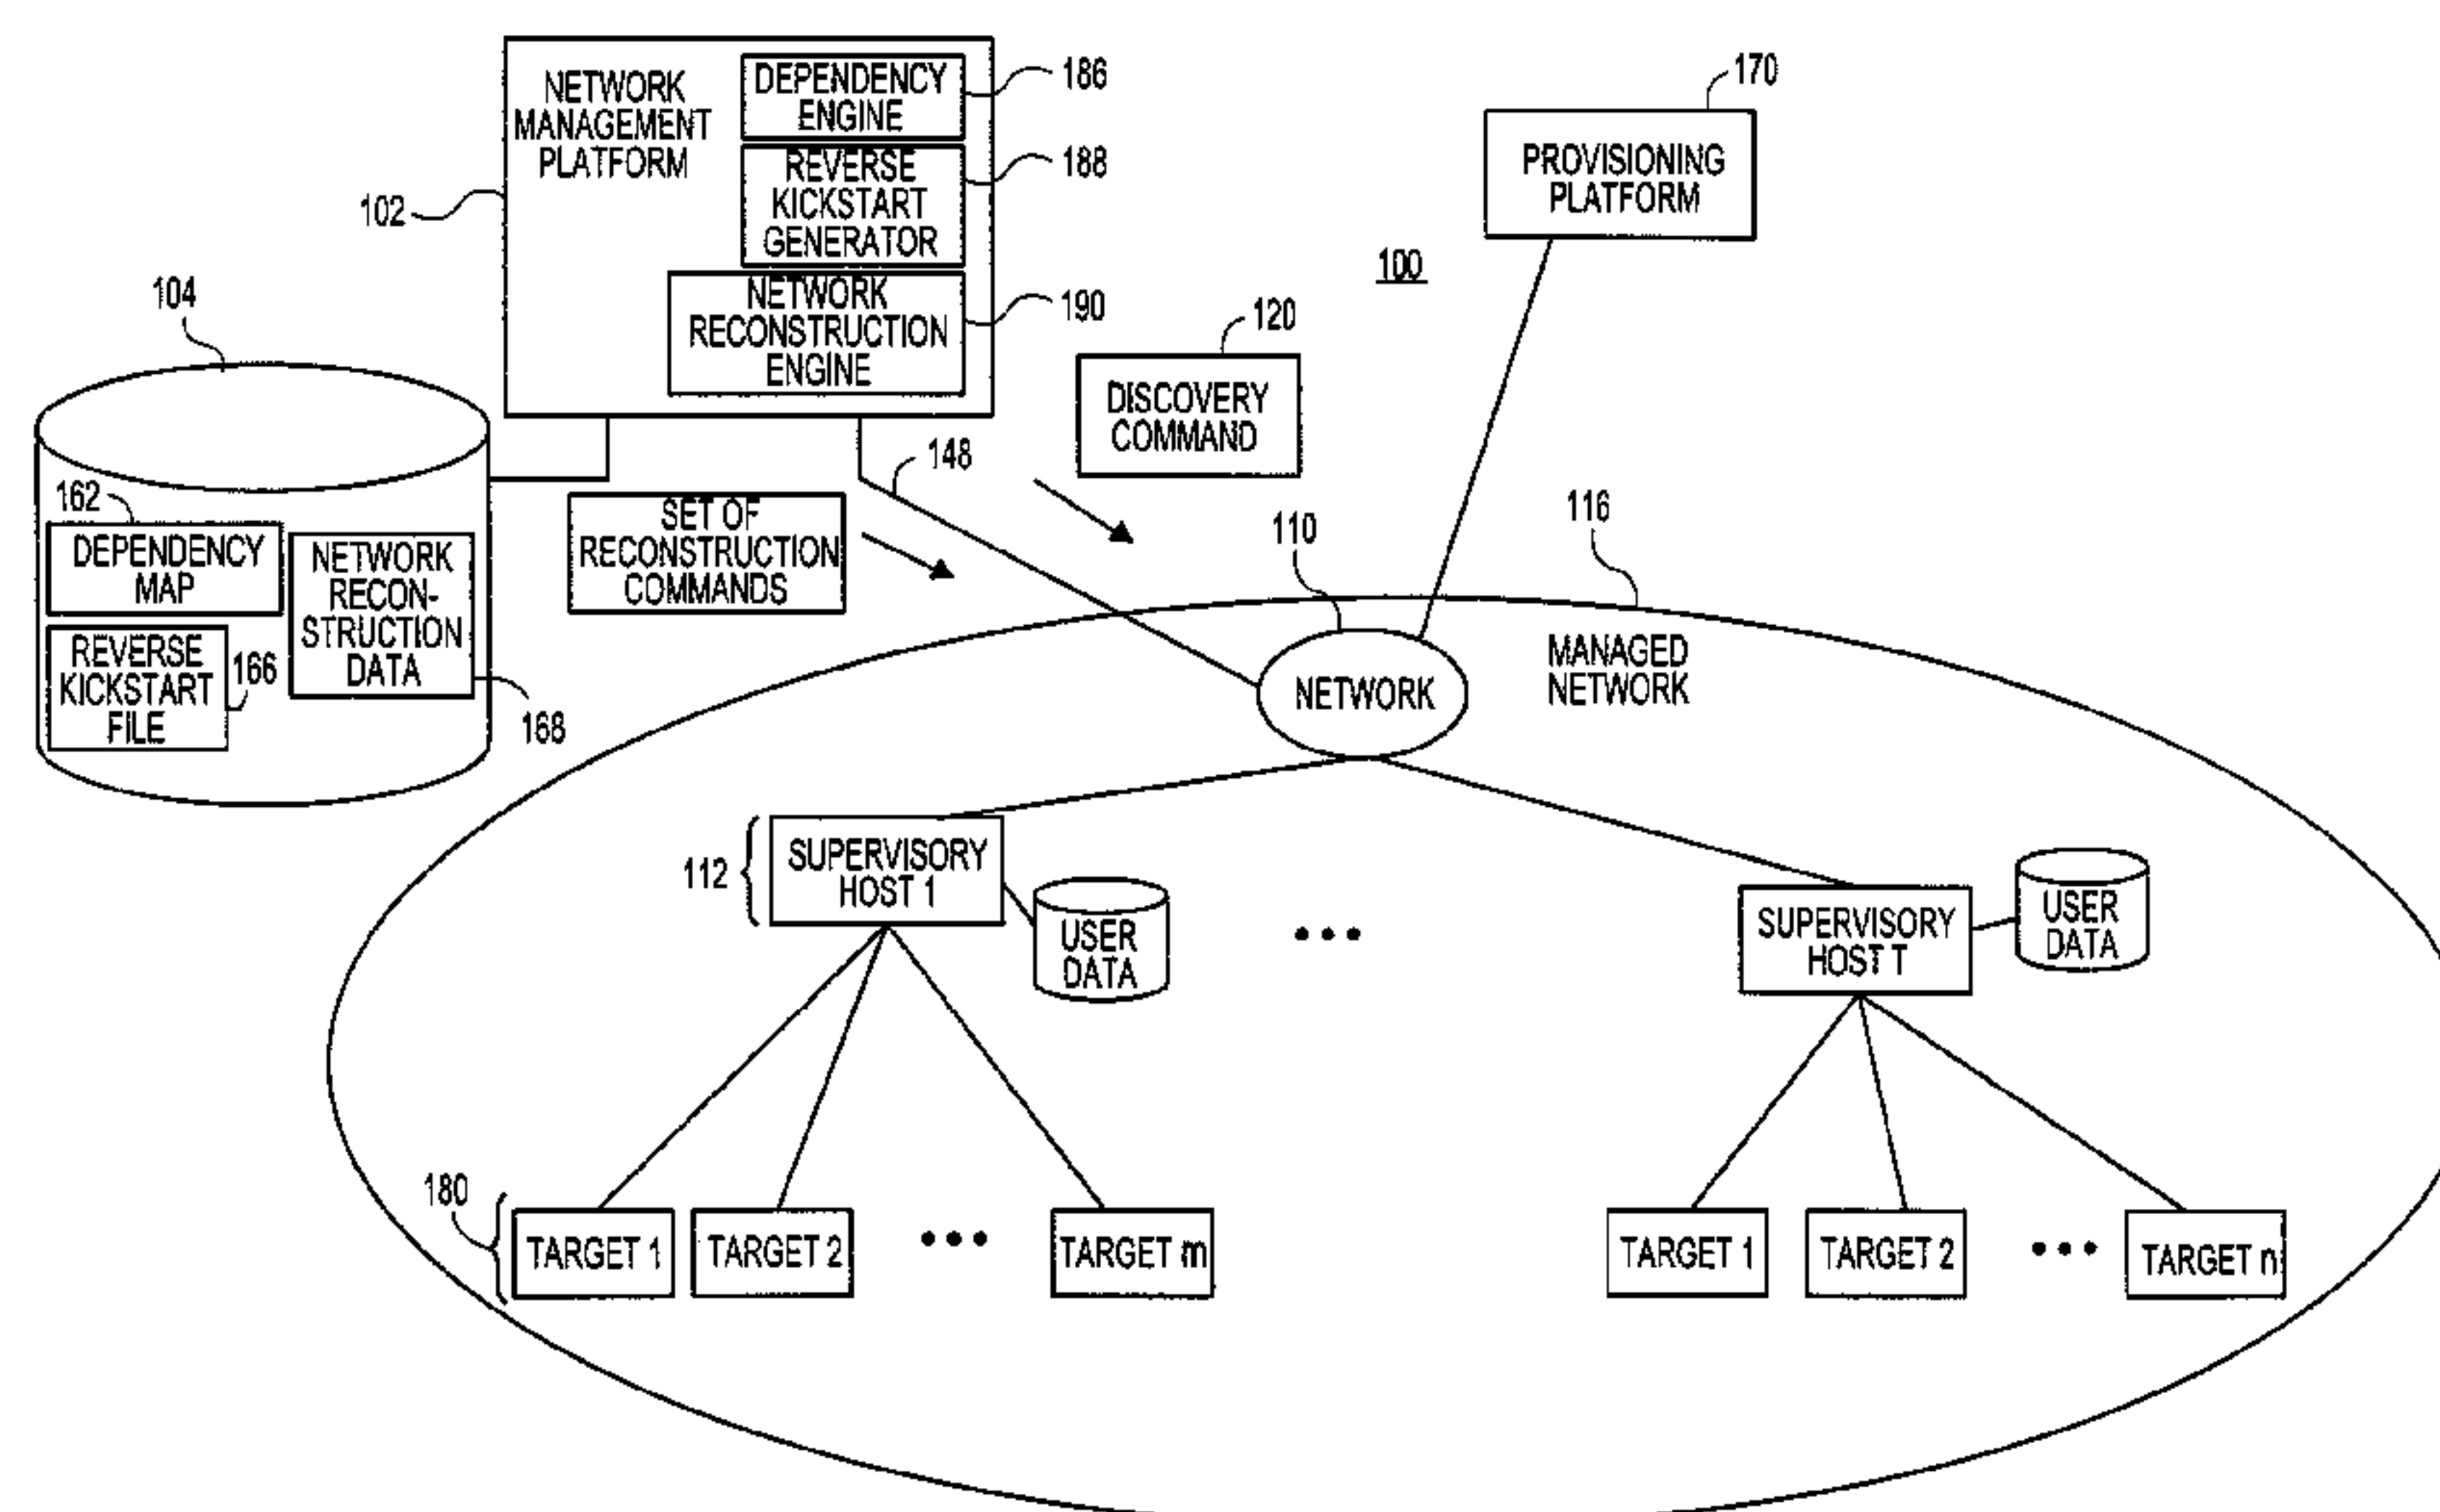 NETWORK
MANAGEMENT
PLATFORM
DEPENDENCY
ENGINE
186
REVERSE
KICKSTART
GENERATOR
188
NETWORK
RECONSTRUCTION
ENGINE
190
102
170
PROVISIONING
PLATFORM
100
104
120
DISCOVERY
COMMAND
148
SET OF
RECONSTRUCTION
COMMANDS
162
DEPENDENCY
MAP
NETWORK
RECON-
STRUCTION
DATA
168
REVERSE
KICKSTART
FILE
166
110
116
NETWORK
MANAGED
NETWORK
112
SUPERVISORY
HOST 1
USER
DATA
•••
SUPERVISORY
HOST T
USER
DATA
180
TARGET 1
TARGET 2
•••
TARGET m
TARGET 1
TARGET 2
•••
TARGET n